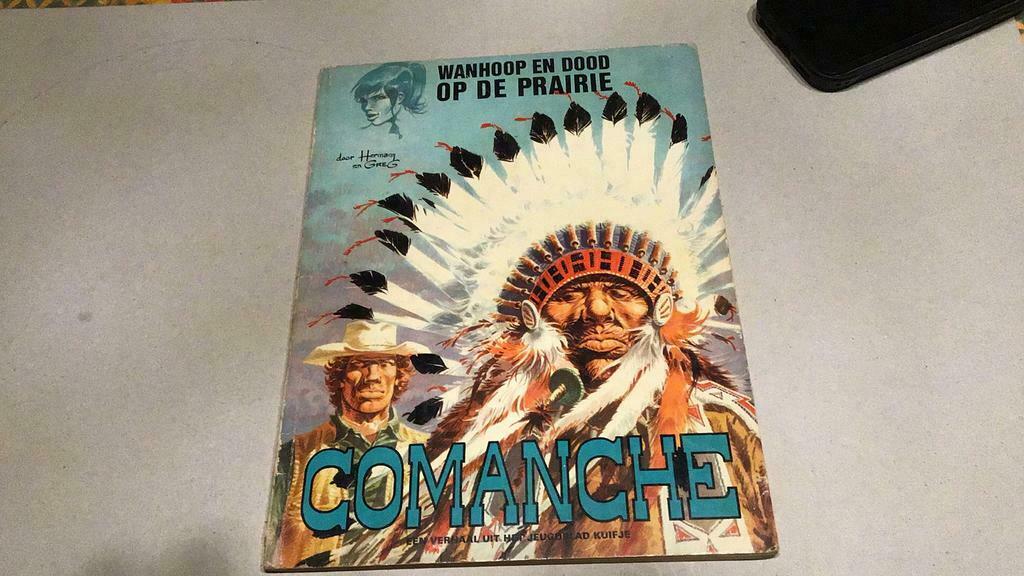 WANHOOP EN DOOD
OP DE PRAIRIE
door Hermann
en GREG
COMANCHE
EEN VERHAAL UIT HET JEUGDBLAD KUIFJE